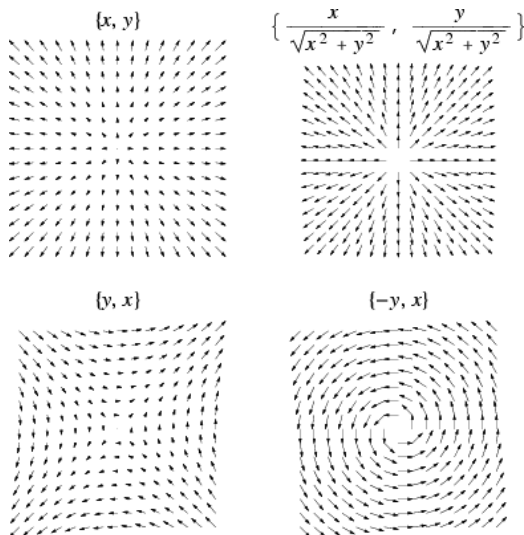 {x, y}
{ x / √(x² + y²) , y / √(x² + y²) }
{y, x}
{−y, x}